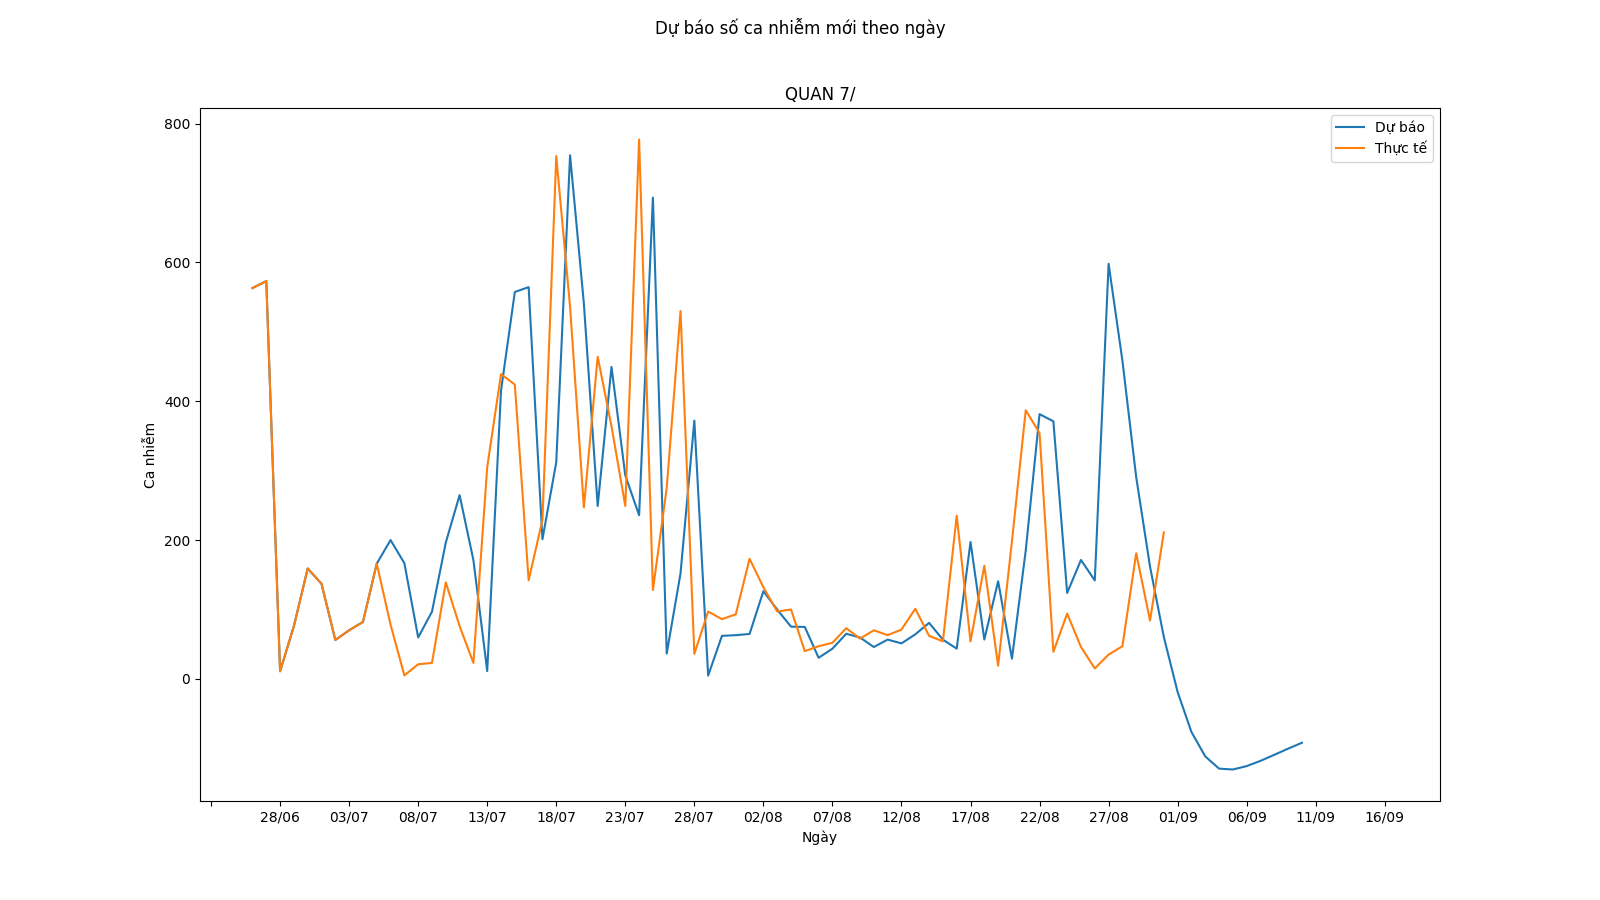 Dự báo số ca nhiễm mới theo ngày
QUAN 7/
Dự báo
Thực tế
800
600
400
200
0
Ca nhiễm
28/06 03/07 08/07 13/07 18/07 23/07 28/07 02/08 07/08 12/08 17/08 22/08 27/08 01/09 06/09 11/09 16/09
Ngày